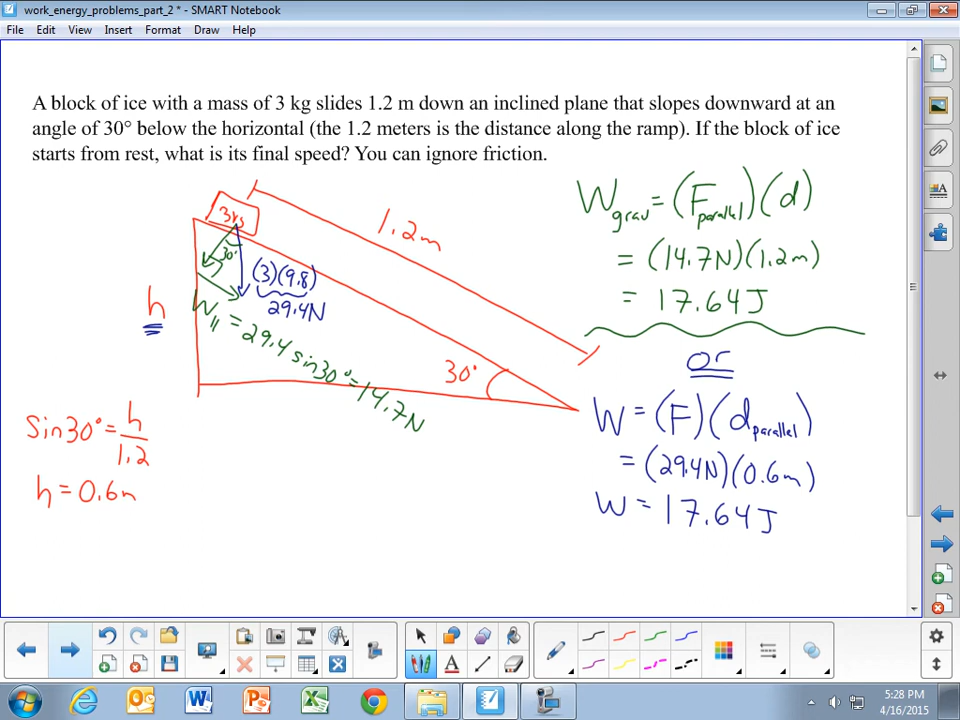 work_energy_problems_part_2 * - SMART Notebook
File Edit View Insert Format Draw Help
A block of ice with a mass of 3 kg slides 1.2 m down an inclined plane that slopes downward at an
angle of 30° below the horizontal (the 1.2 meters is the distance along the ramp). If the block of ice
starts from rest, what is its final speed? You can ignore friction.
3kg
1.2m
30°
(3)(9.8)
29.4N
h
W∥ = 29.4 sin30° = 14.7N
30°
sin30° = h/1.2
h = 0.6m
Wgrav = (Fparallel)(d)
= (14.7N)(1.2m)
= 17.64J
or
W = (F)(dparallel)
= (29.4N)(0.6m)
W = 17.64J
A
5:28 PM
4/16/2015